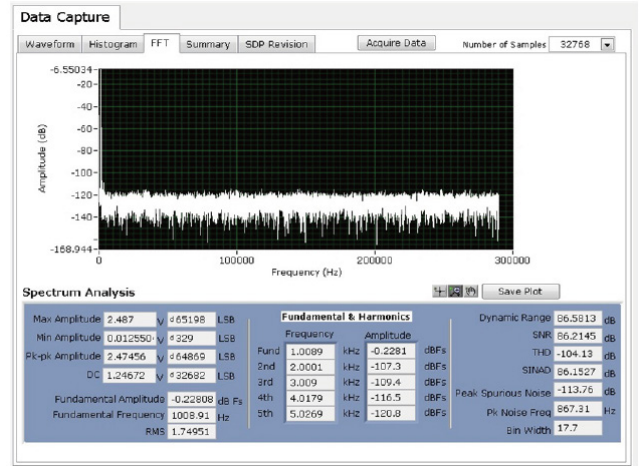 Data Capture
Waveform Histogram FFT Summary SDP Revision Acquire Data Number of Samples 32768
-6.55034
-20
-40
-60
-80
-100
-120
-140
-168.944
Amplitude (dB)
0 100000 200000 300000
Frequency (Hz)
Spectrum Analysis Save Plot
Max Amplitude 2.487 V d65198 LSB
Min Amplitude 0.012550 V d329 LSB
Pk-pk Amplitude 2.47456 V d64869 LSB
DC 1.24672 V d32682 LSB
Fundamental Amplitude -0.22808 dB Fs
Fundamental Frequency 1008.91 Hz
RMS 1.74951
Fundamental & Harmonics
Frequency Amplitude
Fund 1.0089 kHz -0.2281 dBFs
2nd 2.0001 kHz -107.3 dBFs
3rd 3.009 kHz -109.4 dBFs
4th 4.0179 kHz -116.5 dBFs
5th 5.0269 kHz -120.8 dBFs
Dynamic Range 86.5813 dB
SNR 86.2145 dB
THD -104.13 dB
SINAD 86.1527 dB
Peak Spurious Noise -113.76 dB
Pk Noise Freq 867.31 Hz
Bin Width 17.7